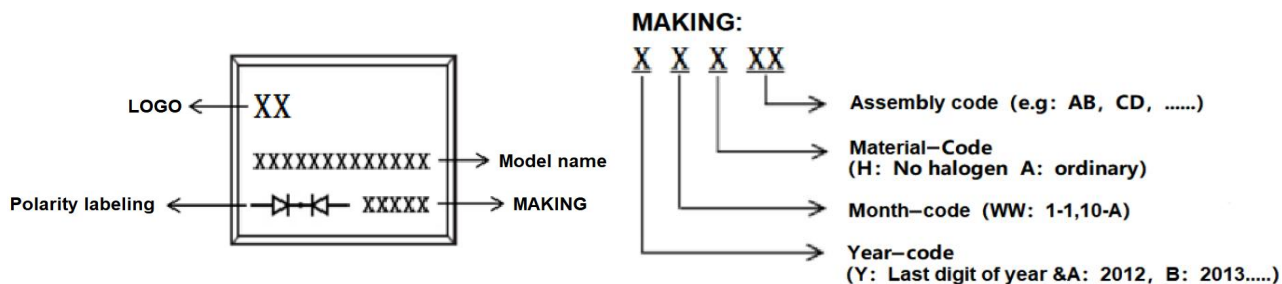 LOGO
XX
XXXXXXXXXXXXX
Model name
Polarity labeling
XXXXX
MAKING
MAKING:
X X X XX
Assembly code (e.g: AB, CD, ......)
Material-Code
(H: No halogen A: ordinary)
Month-code (WW: 1-1,10-A)
Year-code
(Y: Last digit of year &A: 2012, B: 2013.....)